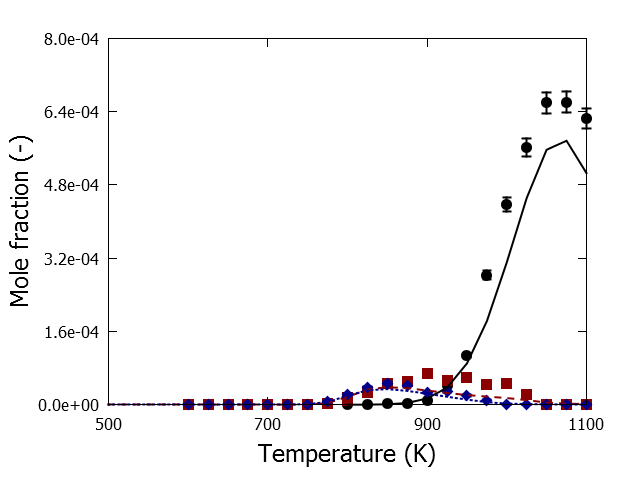 8.0e-04
6.4e-04
4.8e-04
3.2e-04
1.6e-04
0.0e+00
Mole fraction (-)
500 700 900 1100
Temperature (K)